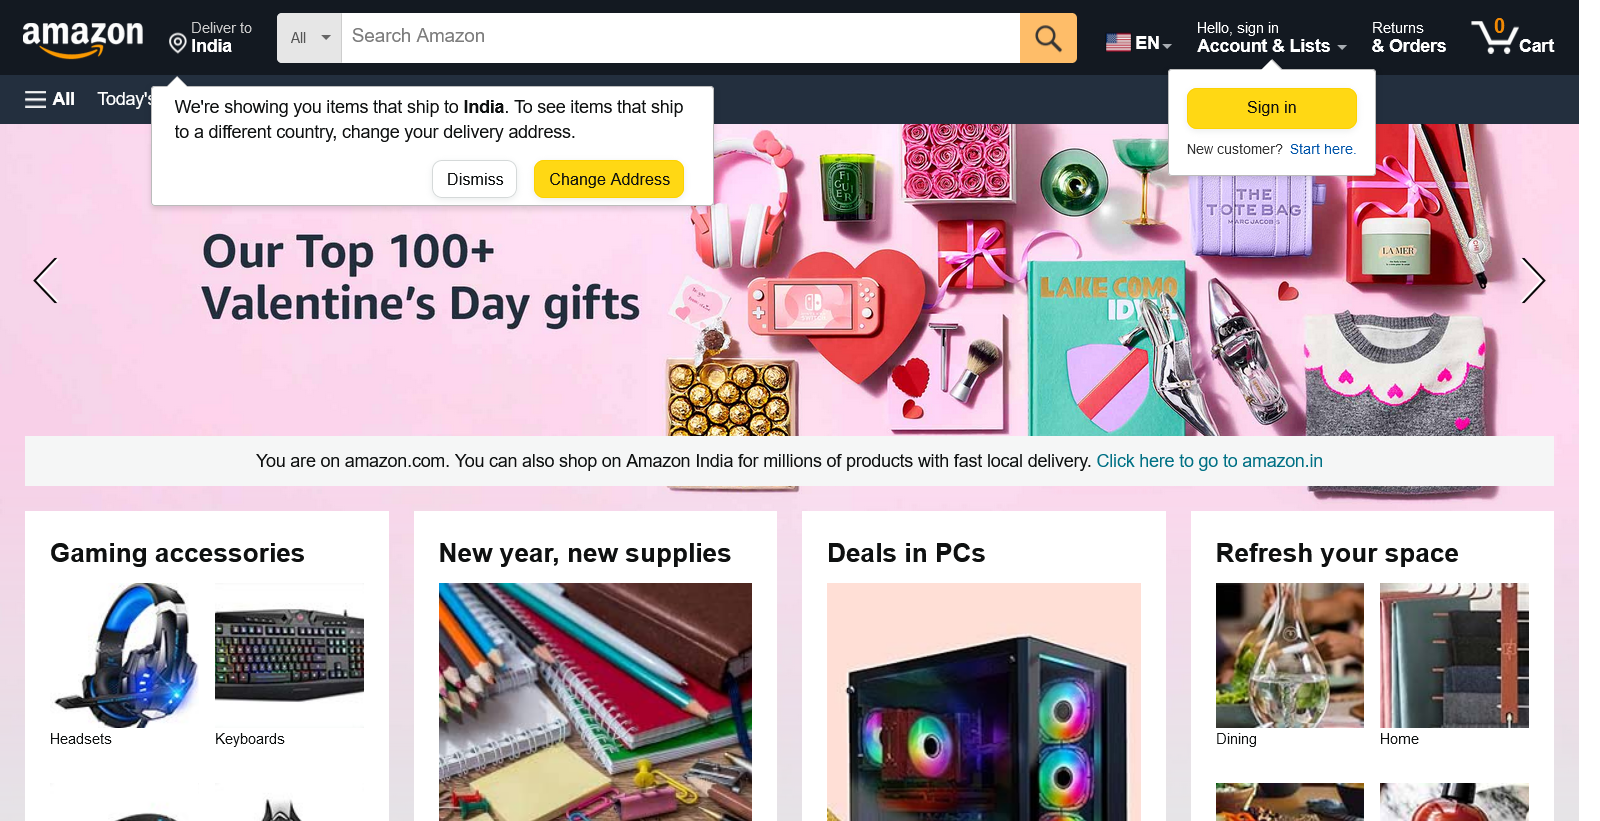 amazon
Deliver to
India
All
Search Amazon
EN
Hello, sign in
Account & Lists
Returns
& Orders
0
Cart
All
Today's
We're showing you items that ship to India. To see items that ship
to a different country, change your delivery address.
Dismiss
Change Address
Sign in
New customer? Start here.
Our Top 100+
Valentine's Day gifts
FIGUIER
THE
TOTE BAG
MARC JACOBS
LA MER
CHI
LAKE COMO
IDYLL
SWITCH
You are on amazon.com. You can also shop on Amazon India for millions of products with fast local delivery. Click here to go to amazon.in
Gaming accessories
New year, new supplies
Deals in PCs
Refresh your space
Headsets
Keyboards
Dining
Home